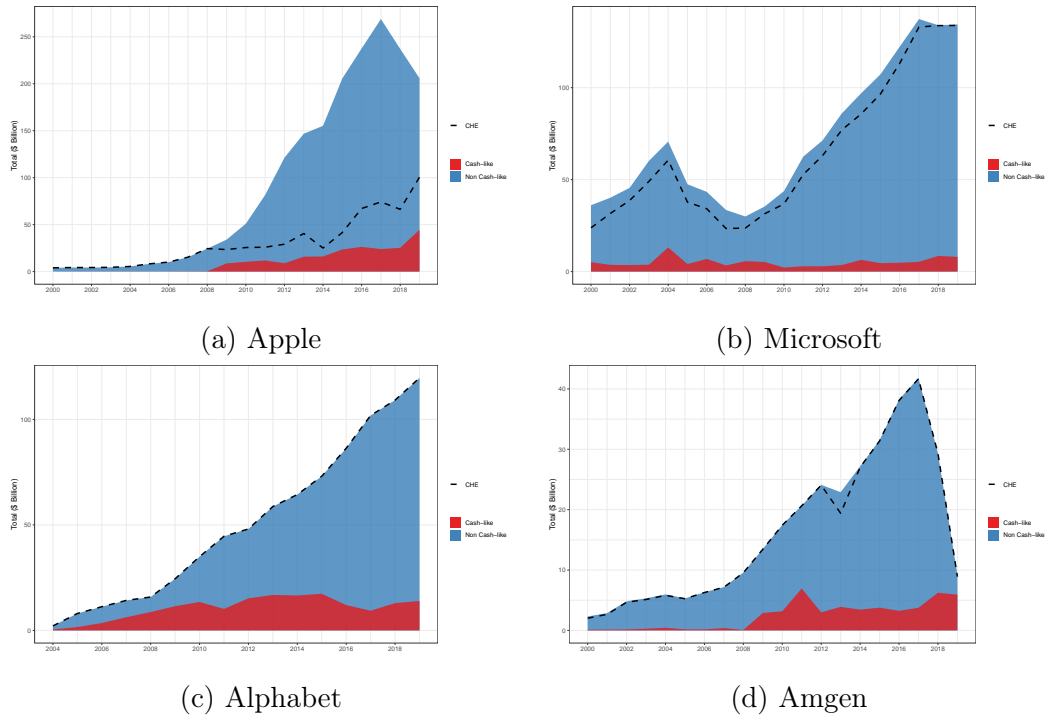 250
200
150
100
50
0
Total ($ Billion)
2000 2002 2004 2006 2008 2010 2012 2014 2016 2018
CHE
Cash-like
Non Cash-like
(a) Apple
100
50
0
Total ($ Billion)
2000 2002 2004 2006 2008 2010 2012 2014 2016 2018
CHE
Cash-like
Non Cash-like
(b) Microsoft
100
50
0
Total ($ Billion)
2004 2006 2008 2010 2012 2014 2016 2018
CHE
Cash-like
Non Cash-like
(c) Alphabet
40
30
20
10
0
Total ($ Billion)
2000 2002 2004 2006 2008 2010 2012 2014 2016 2018
CHE
Cash-like
Non Cash-like
(d) Amgen